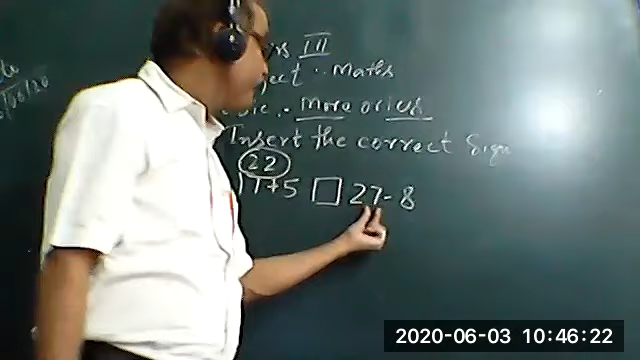 III
Maths
More or less
Insert the correct Sign
22
+5 □ 27-8
2020-06-03 10:46:22